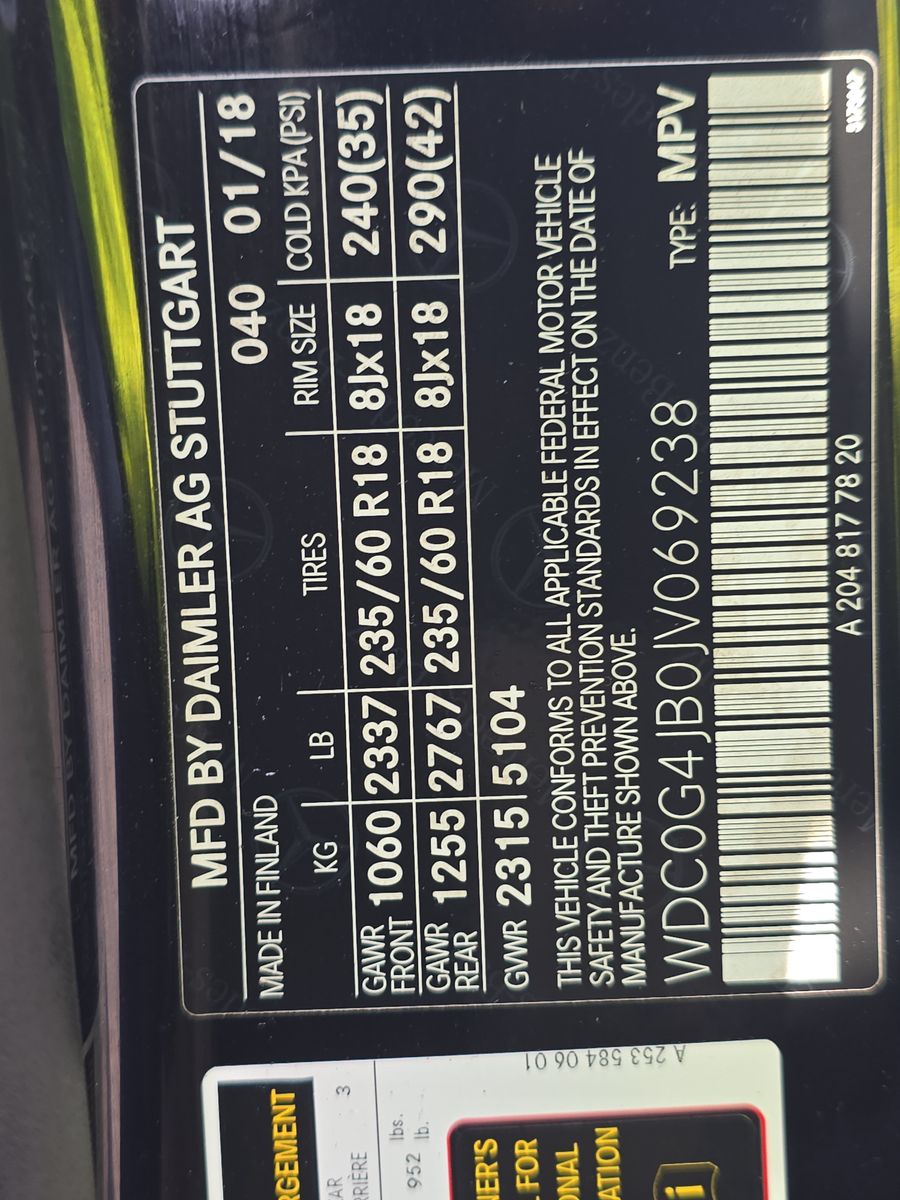 MFD BY DAIMLER AG STUTTGART
MADE IN FINLAND 040 01/18
KG LB TIRES RIM SIZE COLD KPA(PSI)
GAWR FRONT 1060 2337 235/60 R18 8Jx18 240(35)
GAWR REAR 1255 2767 235/60 R18 8Jx18 290(42)
GVWR 2315 5104
THIS VEHICLE CONFORMS TO ALL APPLICABLE FEDERAL MOTOR VEHICLE
SAFETY AND THEFT PREVENTION STANDARDS IN EFFECT ON THE DATE OF
MANUFACTURE SHOWN ABOVE.
WDC0G4JB0JV069238 TYPE: MPV
A 204 817 78 20
RGEMENT
AR
RRIÈRE 3
lbs.
952 lb.
A 253 584 06 01
NER'S
FOR
ONAL
ATION
i